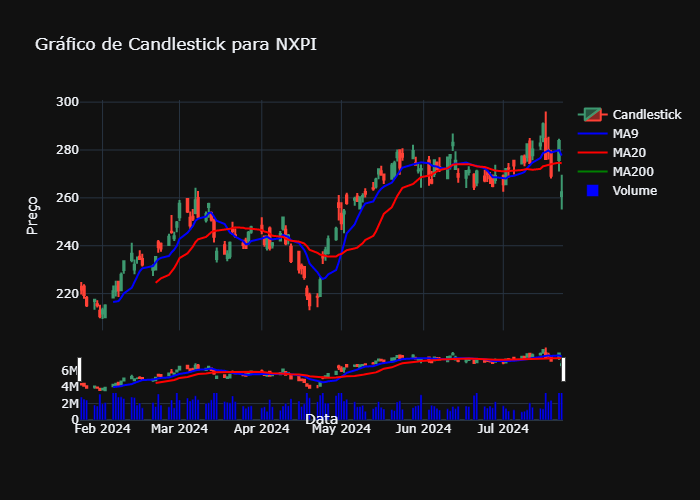 Gráfico de Candlestick para NXPI
300
280
260
240
220
Preço
Candlestick
MA9
MA20
MA200
Volume
6M
4M
2M
0
Data
Feb 2024
Mar 2024
Apr 2024
May 2024
Jun 2024
Jul 2024